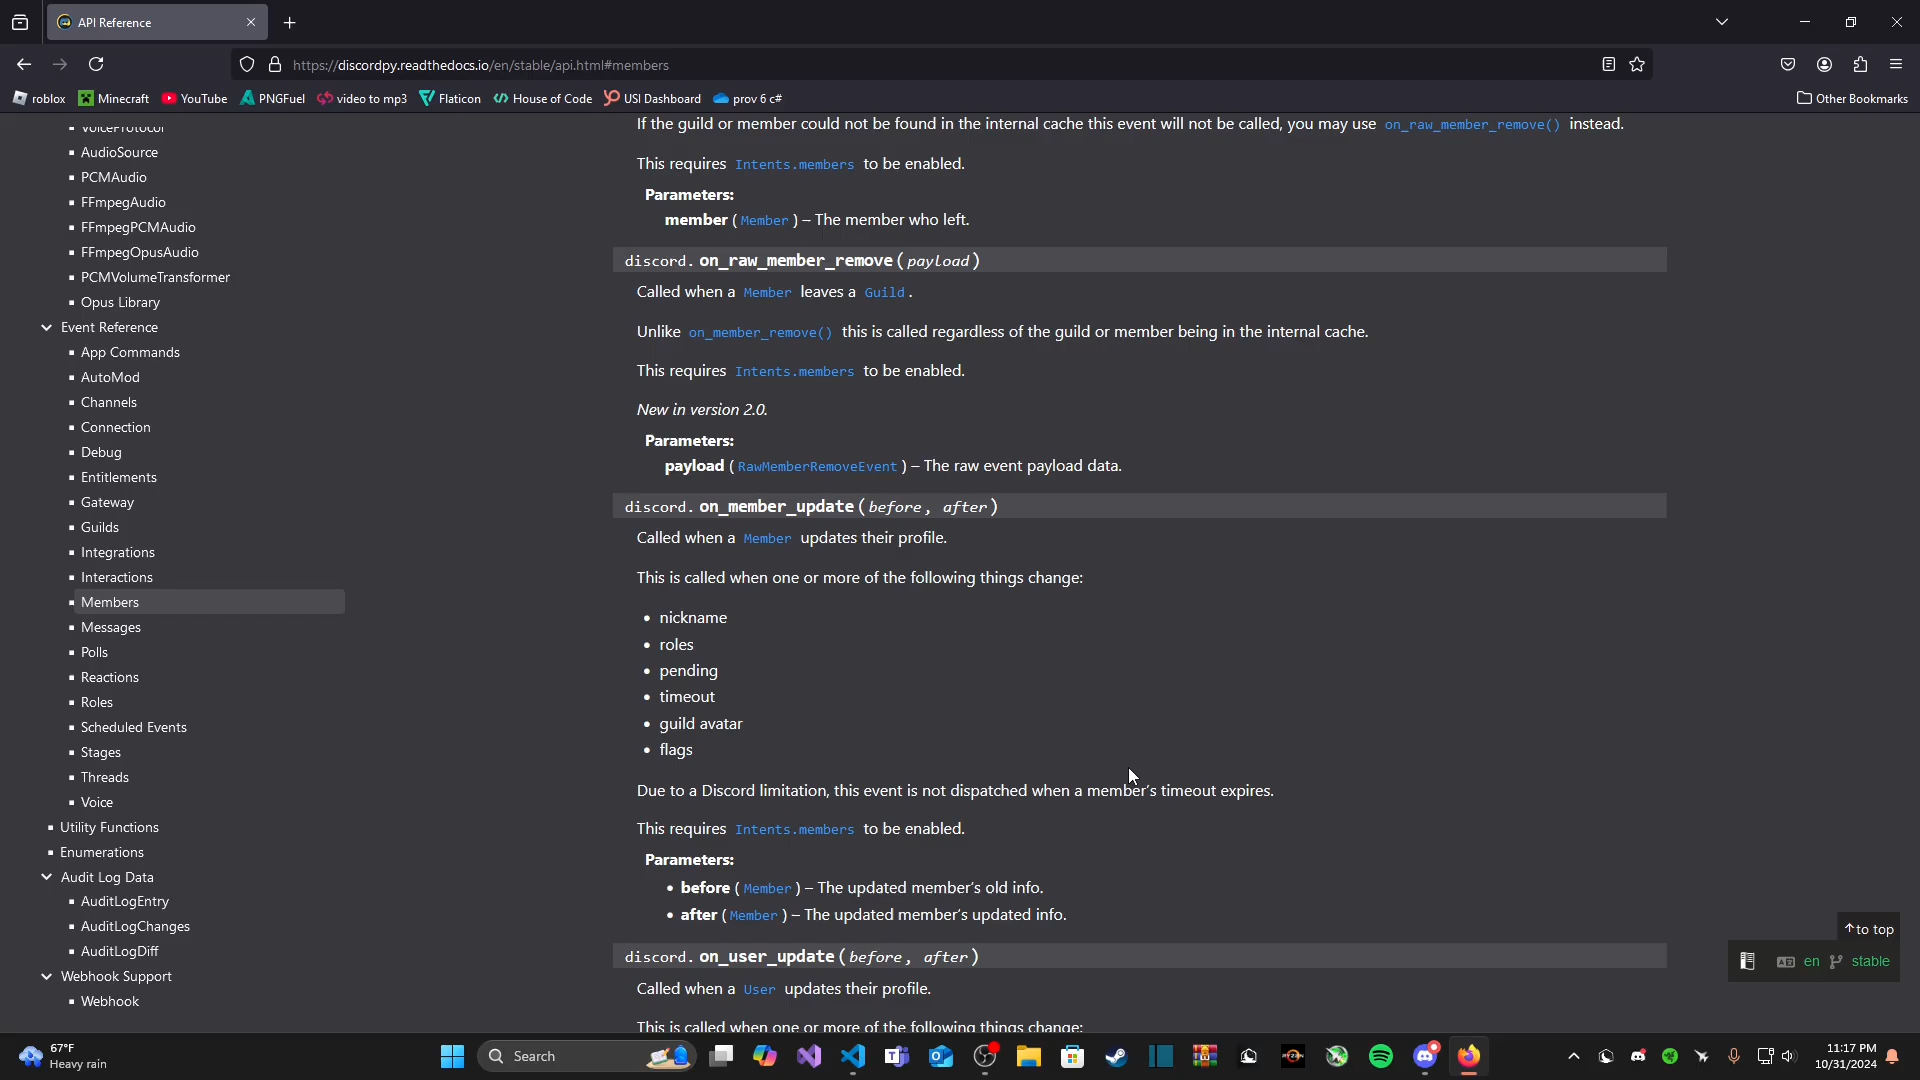 API Reference
https://discordpy.readthedocs.io/en/stable/api.html#members
roblox
Minecraft
YouTube
PNGFuel
video to mp3
Flaticon
House of Code
USI Dashboard
prov 6 c#
Other Bookmarks
VoiceProtocol
AudioSource
PCMAudio
FFmpegAudio
FFmpegPCMAudio
FFmpegOpusAudio
PCMVolumeTransformer
Opus Library
Event Reference
App Commands
AutoMod
Channels
Connection
Debug
Entitlements
Gateway
Guilds
Integrations
Interactions
Members
Messages
Polls
Reactions
Roles
Scheduled Events
Stages
Threads
Voice
Utility Functions
Enumerations
Audit Log Data
AuditLogEntry
AuditLogChanges
AuditLogDiff
Webhook Support
Webhook
If the guild or member could not be found in the internal cache this event will not be called, you may use on_raw_member_remove() instead.
This requires Intents.members to be enabled.
Parameters:
member (Member) – The member who left.
discord.on_raw_member_remove(payload)
Called when a Member leaves a Guild.
Unlike on_member_remove() this is called regardless of the guild or member being in the internal cache.
This requires Intents.members to be enabled.
New in version 2.0.
Parameters:
payload (RawMemberRemoveEvent) – The raw event payload data.
discord.on_member_update(before, after)
Called when a Member updates their profile.
This is called when one or more of the following things change:
• nickname
• roles
• pending
• timeout
• guild avatar
• flags
Due to a Discord limitation, this event is not dispatched when a member's timeout expires.
This requires Intents.members to be enabled.
Parameters:
• before (Member) – The updated member's old info.
• after (Member) – The updated member's updated info.
discord.on_user_update(before, after)
Called when a User updates their profile.
This is called when one or more of the following things change:
↑to top
en stable
67°F
Heavy rain
Search
11:17 PM
10/31/2024